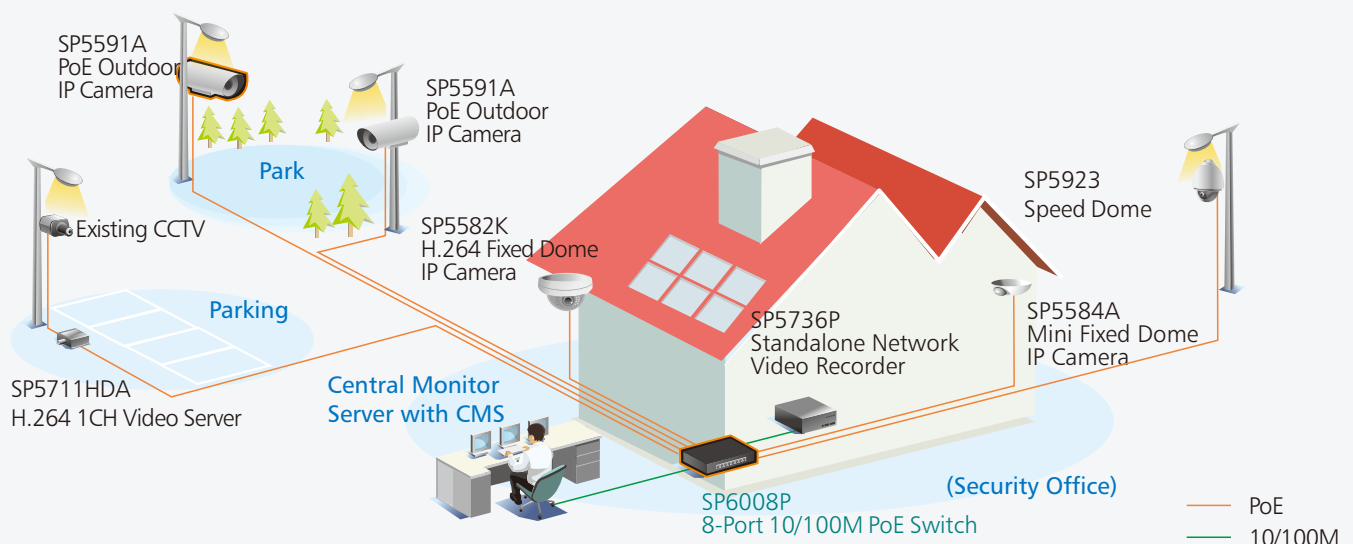 SP5591A
PoE Outdoor
IP Camera
SP5591A
PoE Outdoor
IP Camera
Park
Existing CCTV
SP5582K
H.264 Fixed Dome
IP Camera
SP5923
Speed Dome
Parking
SP5711HDA
H.264 1CH Video Server
SP5736P
Standalone Network
Video Recorder
SP5584A
Mini Fixed Dome
IP Camera
Central Monitor
Server with CMS
(Security Office)
SP6008P
8-Port 10/100M PoE Switch
PoE
10/100M